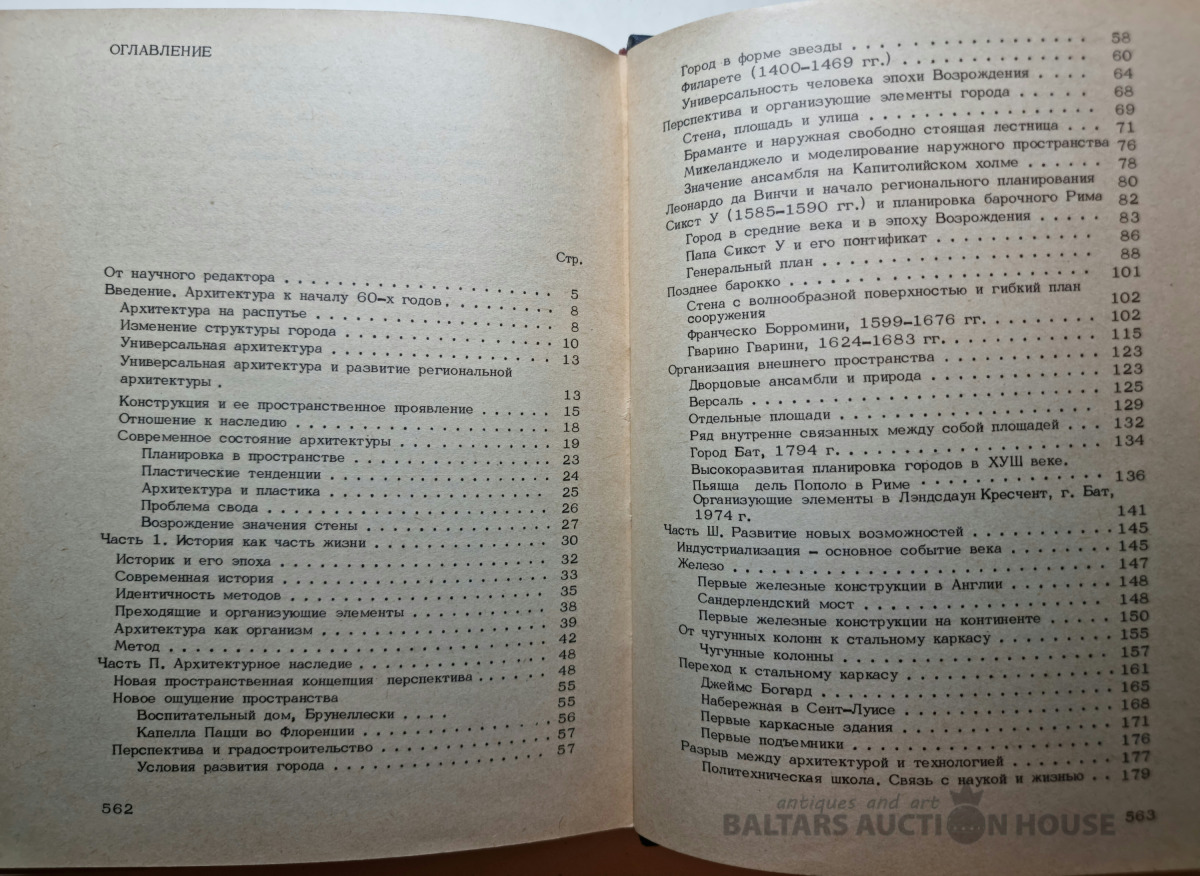 ОГЛАВЛЕНИЕ
Стр.
От научного редактора . . . . . . . . . . . . . . . . . . . . 5
Введение. Архитектура к началу 60-х годов. . . . . . . . . 8
Архитектура на распутье . . . . . . . . . . . . . . . . . . 8
Изменение структуры города . . . . . . . . . . . . . . . . 10
Универсальная архитектура . . . . . . . . . . . . . . . . . 13
Универсальная архитектура и развитие региональной
архитектуры . 13
Конструкция и ее пространственное проявление . . . . . . 15
Отношение к наследию . . . . . . . . . . . . . . . . . . . 18
Современное состояние архитектуры . . . . . . . . . . . . 19
Планировка в пространстве . . . . . . . . . . . . . . . . 23
Пластические тенденции . . . . . . . . . . . . . . . . . . 24
Архитектура и пластика . . . . . . . . . . . . . . . . . . 25
Проблема свода . . . . . . . . . . . . . . . . . . . . . . 26
Возрождение значения стены . . . . . . . . . . . . . . . 27
Часть 1. История как часть жизни . . . . . . . . . . . . . . 30
Историк и его эпоха . . . . . . . . . . . . . . . . . . . . 32
Современная история . . . . . . . . . . . . . . . . . . . . 33
Идентичность методов . . . . . . . . . . . . . . . . . . . 35
Преходящие и организующие элементы . . . . . . . . . . . 38
Архитектура как организм . . . . . . . . . . . . . . . . . 39
Метод . . . . . . . . . . . . . . . . . . . . . . . . . . . 42
Часть П. Архитектурное наследие . . . . . . . . . . . . . . 48
Новая пространственная концепция перспектива . . . . . . 48
Новое ощущение пространства 55
Воспитательный дом, Брунеллески . . . . 55
Капелла Пацци во Флоренции . . . . . . . . . . . . . . . 56
Перспектива и градостроительство . . . . . . . . . . . . . 57
Условия развития города . . . . . . . . . . . . . . . . . 57
562
Город в форме звезды . . . . . . . . . . . . . . . . . 58
Филарете (1400-1469 гг.) . . . . . . . . . . . . . . . 60
Универсальность человека эпохи Возрождения . . . . 64
Перспектива и организующие элементы города . . . . . 68
Стена, площадь и улица . . . . . . . . . . . . . . . . 69
Браманте и наружная свободно стоящая лестница . . . 71
Микеланджело и моделирование наружного пространства 76
Значение ансамбля на Капитолийском холме . . . . . . 78
Леонардо да Винчи и начало регионального планирования 80
Сикст У (1585-1590 гг.) и планировка барочного Рима 82
Город в средние века и в эпоху Возрождения . . . . . 83
Папа Сикст У и его понтификат . . . . . . . . . . . . 86
Генеральный план . . . . . . . . . . . . . . . . . . . 88
Позднее барокко . . . . . . . . . . . . . . . . . . . . 101
Стена с волнообразной поверхностью и гибкий план
сооружения 102
Франческо Борромини, 1599-1676 гг. . . . . . . . . . 102
Гварино Гварини, 1624-1683 гг. . . . . . . . . . . . 115
Организация внешнего пространства . . . . . . . . . . 123
Дворцовые ансамбли и природа . . . . . . . . . . . . 123
Версаль . . . . . . . . . . . . . . . . . . . . . . . . 125
Отдельные площади . . . . . . . . . . . . . . . . . . 129
Ряд внутренне связанных между собой площадей . . . 132
Город Бат, 1794 г. . . . . . . . . . . . . . . . . . . 134
Высокоразвитая планировка городов в ХУШ веке.
Пьяцца дель Пополо в Риме . . . . . . . . . . . . . . 136
Организующие элементы в Лэндсдаун Кресчент, г. Бат,
1974 г. 141
Часть Ш. Развитие новых возможностей . . . . . . . . . 145
Индустриализация - основное событие века . . . . . . . 145
Железо . . . . . . . . . . . . . . . . . . . . . . . . . 147
Первые железные конструкции в Англии . . . . . . . . 148
Сандерлендский мост . . . . . . . . . . . . . . . . . 148
Первые железные конструкции на континенте . . . . . 150
От чугунных колонн к стальному каркасу . . . . . . . . 155
Чугунные колонны . . . . . . . . . . . . . . . . . . . 157
Переход к стальному каркасу . . . . . . . . . . . . . . 161
Джеймс Богард . . . . . . . . . . . . . . . . . . . . 165
Набережная в Сент-Луисе . . . . . . . . . . . . . . . 168
Первые каркасные здания . . . . . . . . . . . . . . . 171
Первые подъемники . . . . . . . . . . . . . . . . . . 176
Разрыв между архитектурой и технологией . . . . . . . 177
Политехническая школа. Связь с наукой и жизнью . . 179
563
antiques and art
BALTARS AUCTION HOUSE